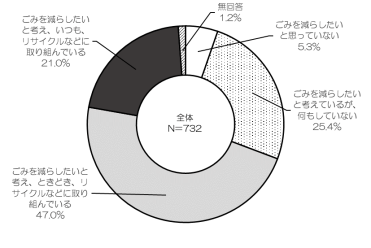 無回答
1.2%
ごみを減らしたい
と思っていない
5.3%
ごみを減らしたい
と考えているが、
何もしていない
25.4%
ごみを減らしたいと
考え、ときどき、リ
サイクルなどに取り
組んでいる
47.0%
ごみを減らしたい
と考え、いつも、
リサイクルなどに
取り組んでいる
21.0%
全体
N=732